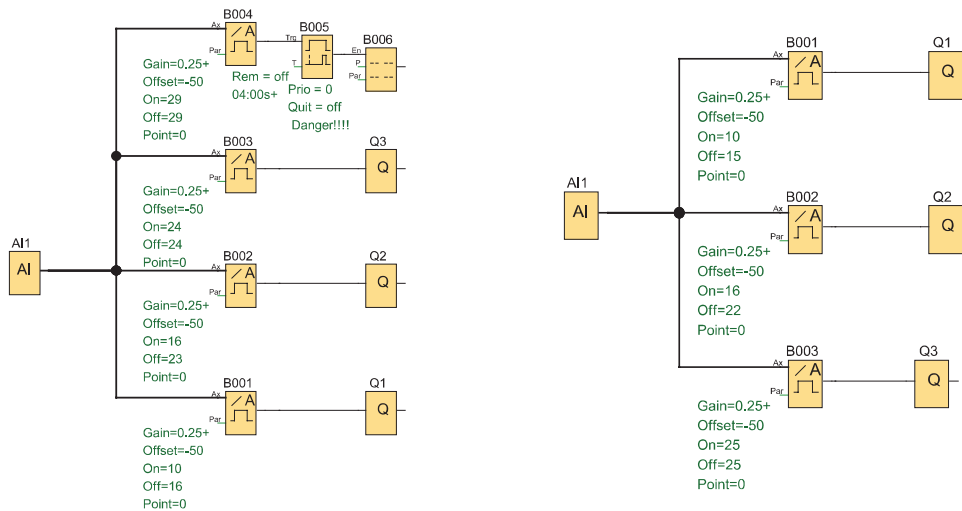 B004
Ax
A
Par
Gain=0.25+
Offset=-50
On=29
Off=29
Point=0
Rem = off
04:00s+
B005
Trg
T
Prio = 0
Quit = off
Danger!!!!
B006
En
P
Par
B003
Ax
A
Par
Gain=0.25+
Offset=-50
On=24
Off=24
Point=0
Q3
Q
AI1
AI
B002
Ax
A
Par
Gain=0.25+
Offset=-50
On=16
Off=23
Point=0
Q2
Q
B001
Ax
A
Par
Gain=0.25+
Offset=-50
On=10
Off=16
Point=0
Q1
Q
B001
Ax
A
Par
Gain=0.25+
Offset=-50
On=10
Off=15
Point=0
Q1
Q
AI1
AI
B002
Ax
A
Par
Gain=0.25+
Offset=-50
On=16
Off=22
Point=0
Q2
Q
B003
Ax
A
Par
Gain=0.25+
Offset=-50
On=25
Off=25
Point=0
Q3
Q